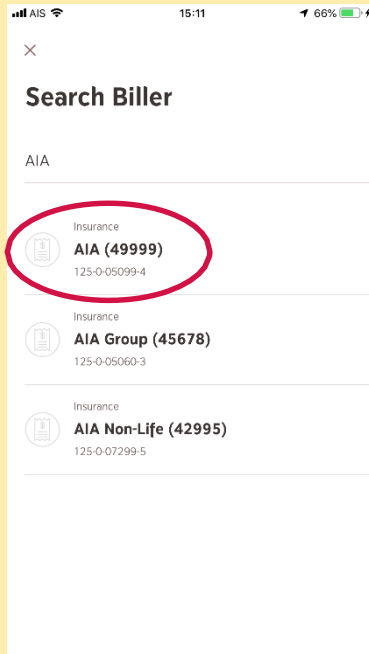 AIS 15:11 66%
Search Biller
AIA
Insurance
AIA (49999)
125-0-05099-4
Insurance
AIA Group (45678)
125-0-05060-3
Insurance
AIA Non-Life (42995)
125-0-07299-5